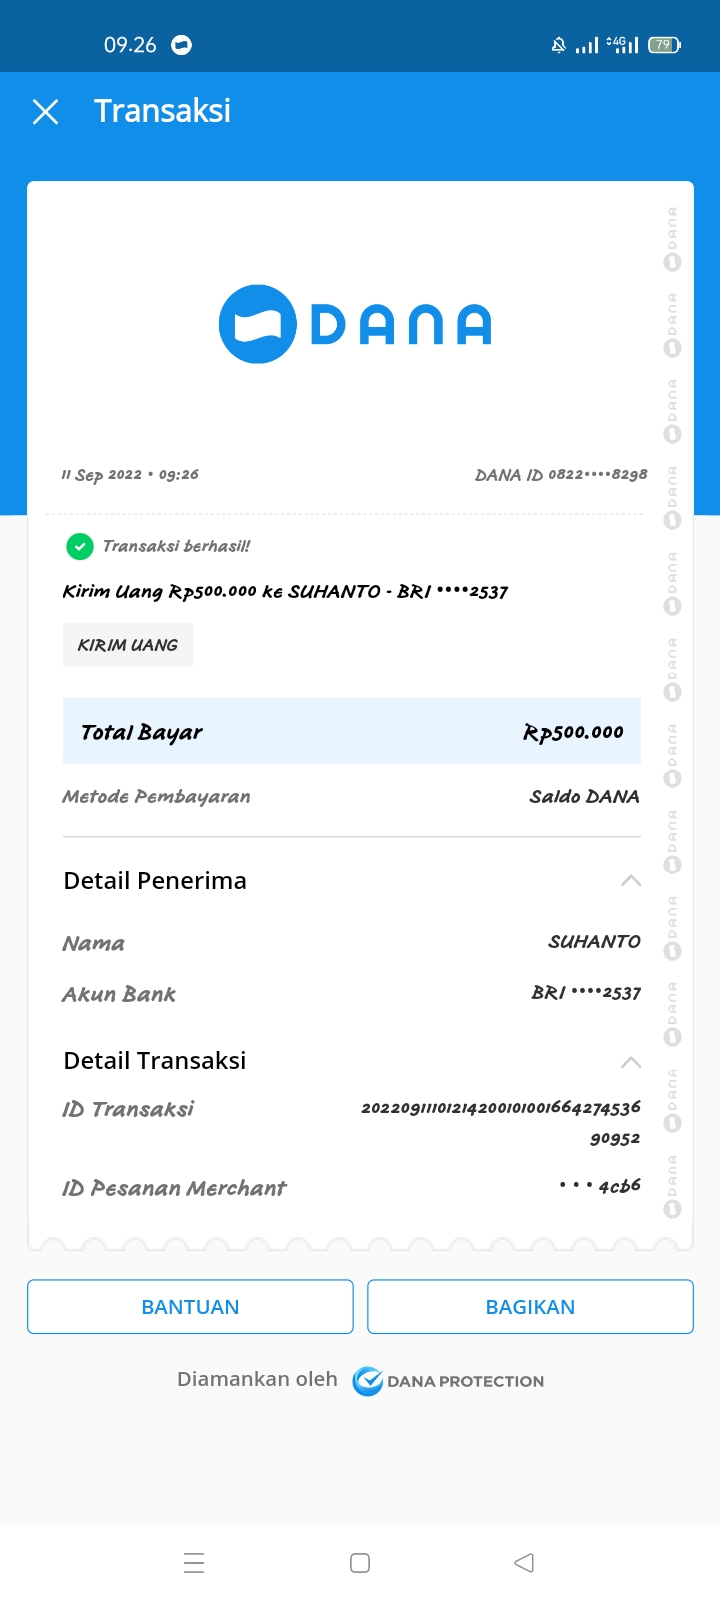 09.26
4G
79
Transaksi
DANA
11 Sep 2022 • 09:26
DANA ID 0822••••8298
Transaksi berhasil!
Kirim Uang Rp500.000 ke SUHANTO - BRI ••••2537
KIRIM UANG
Total Bayar
Rp500.000
Metode Pembayaran
Saldo DANA
Detail Penerima
Nama
SUHANTO
Akun Bank
BRI ••••2537
Detail Transaksi
ID Transaksi
20220911101214200101001664274536
90952
ID Pesanan Merchant
• • • 4cb6
BANTUAN
BAGIKAN
Diamankan oleh
DANA PROTECTION
DANA
DANA
DANA
DANA
DANA
DANA
DANA
DANA
DANA
DANA
DANA
DANA